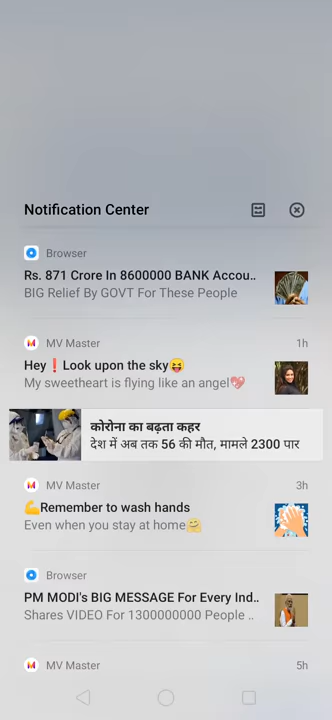 Notification Center
Browser
Rs. 871 Crore In 8600000 BANK Accou..
BIG Relief By GOVT For These People
MV Master 1h
Hey❗Look upon the sky😝
My sweetheart is flying like an angel💖
कोरोना का बढ़ता कहर
देश में अब तक 56 की मौत, मामले 2300 पार
MV Master 3h
💪Remember to wash hands
Even when you stay at home🤗
Browser
PM MODI's BIG MESSAGE For Every Ind..
Shares VIDEO For 1300000000 People ..
MV Master 5h